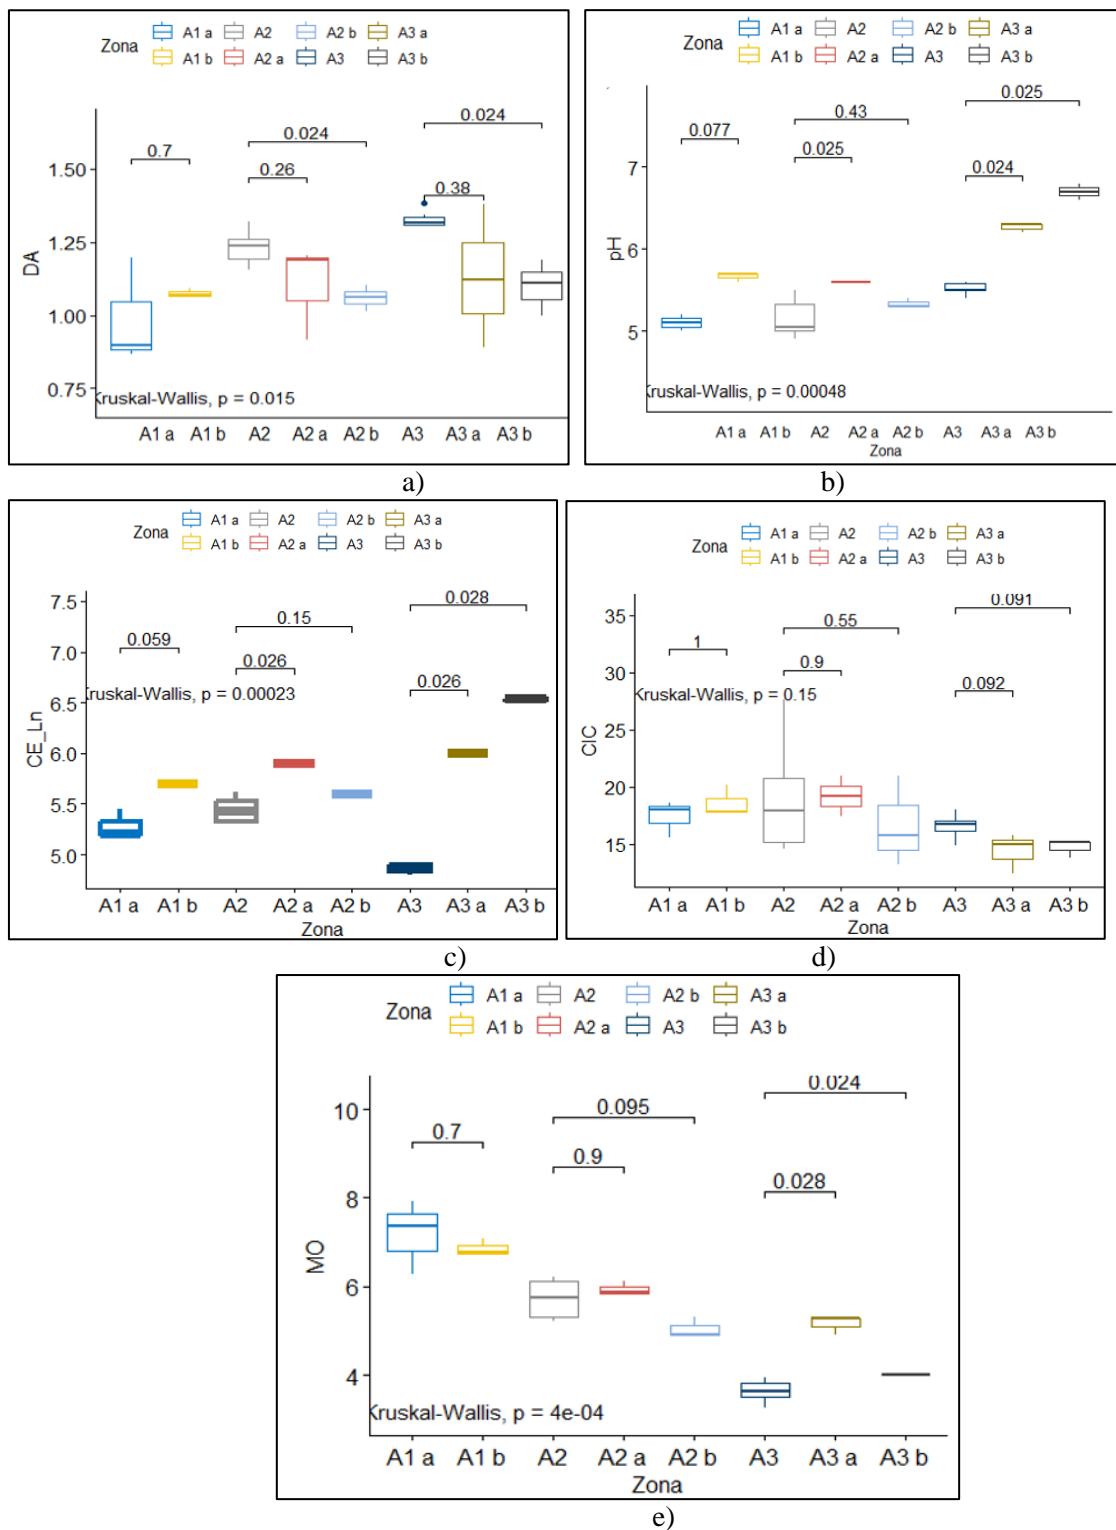 Zona A1 a A2 A2 b A3 a
A1 b A2 a A3 A3 b
0.024
0.7 0.024
0.26 0.38
1.50
1.25
1.00
0.75
DA
Kruskal-Wallis, p = 0.015
A1 a A1 b A2 A2 a A2 b A3 A3 a A3 b
a)
Zona A1 a A2 A2 b A3 a
A1 b A2 a A3 A3 b
0.025
0.43
0.077
0.025
0.024
7
6
5
pH
Kruskal-Wallis, p = 0.00048
A1 a A1 b A2 A2 a A2 b A3 A3 a A3 b
Zona
b)
Zona A1 a A2 A2 b A3 a
A1 b A2 a A3 A3 b
0.028
0.15
0.059
0.026
0.026
7.5
7.0
6.5
6.0
5.5
5.0
CE_Ln
Kruskal-Wallis, p = 0.00023
A1 a A1 b A2 A2 a A2 b A3 A3 a A3 b
Zona
c)
Zona A1 a A2 A2 b A3 a
A1 b A2 a A3 A3 b
0.091
0.55
1
0.9
0.092
35
30
25
20
15
CIC
Kruskal-Wallis, p = 0.15
A1 a A1 b A2 A2 a A2 b A3 A3 a A3 b
Zona
d)
Zona A1 a A2 A2 b A3 a
A1 b A2 a A3 A3 b
0.024
0.095
0.7
0.9
0.028
10
8
6
4
MO
Kruskal-Wallis, p = 4e-04
A1 a A1 b A2 A2 a A2 b A3 A3 a A3 b
Zona
e)